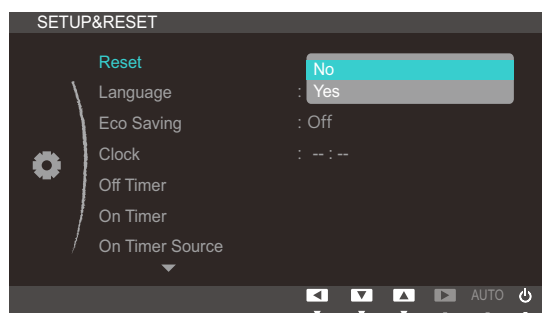 SETUP&RESET
Reset
No
Language : Yes
Eco Saving : Off
Clock : -- : --
Off Timer
On Timer
On Timer Source
AUTO